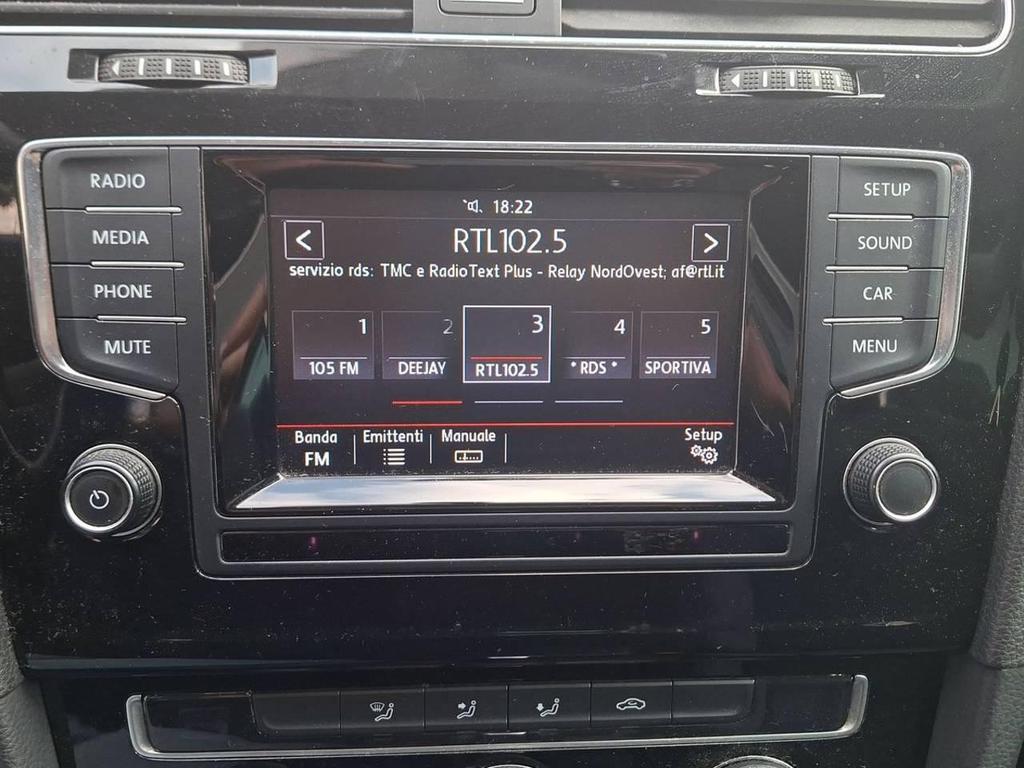 RADIO
MEDIA
PHONE
MUTE
18:22
RTL102.5
servizio rds: TMC e RadioText Plus - Relay NordOvest; af@rtl.it
1 2 3 4 5
105 FM DEEJAY RTL102.5 * RDS * SPORTIVA
Banda Emittenti Manuale Setup
FM
SETUP
SOUND
CAR
MENU